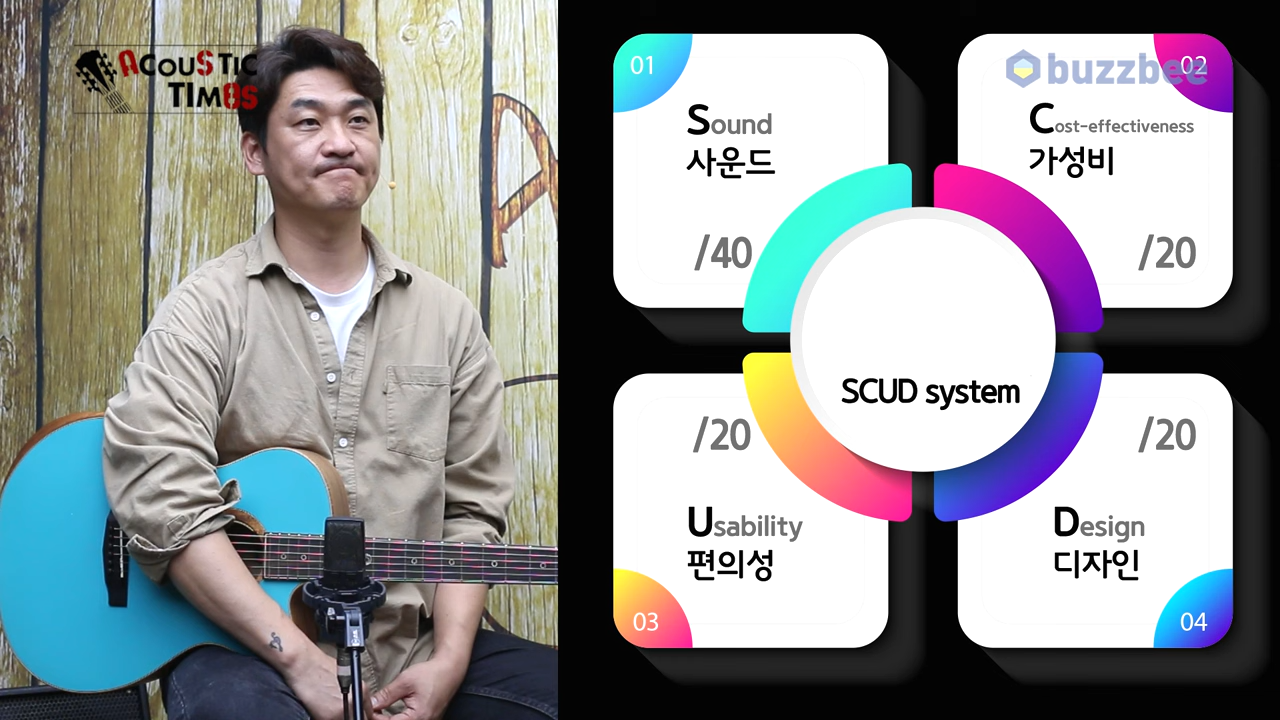 ACOUSTIC
TIMES
01
Sound
사운드
/40
buzzbee
02
Cost-effectiveness
가성비
/20
SCUD system
/20
Usability
편의성
03
/20
Design
디자인
04